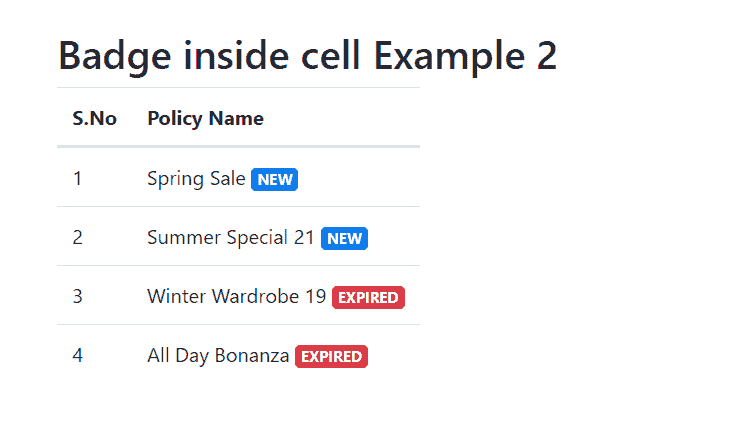 Badge inside cell Example 2
S.No Policy Name
1 Spring Sale NEW
2 Summer Special 21 NEW
3 Winter Wardrobe 19 EXPIRED
4 All Day Bonanza EXPIRED